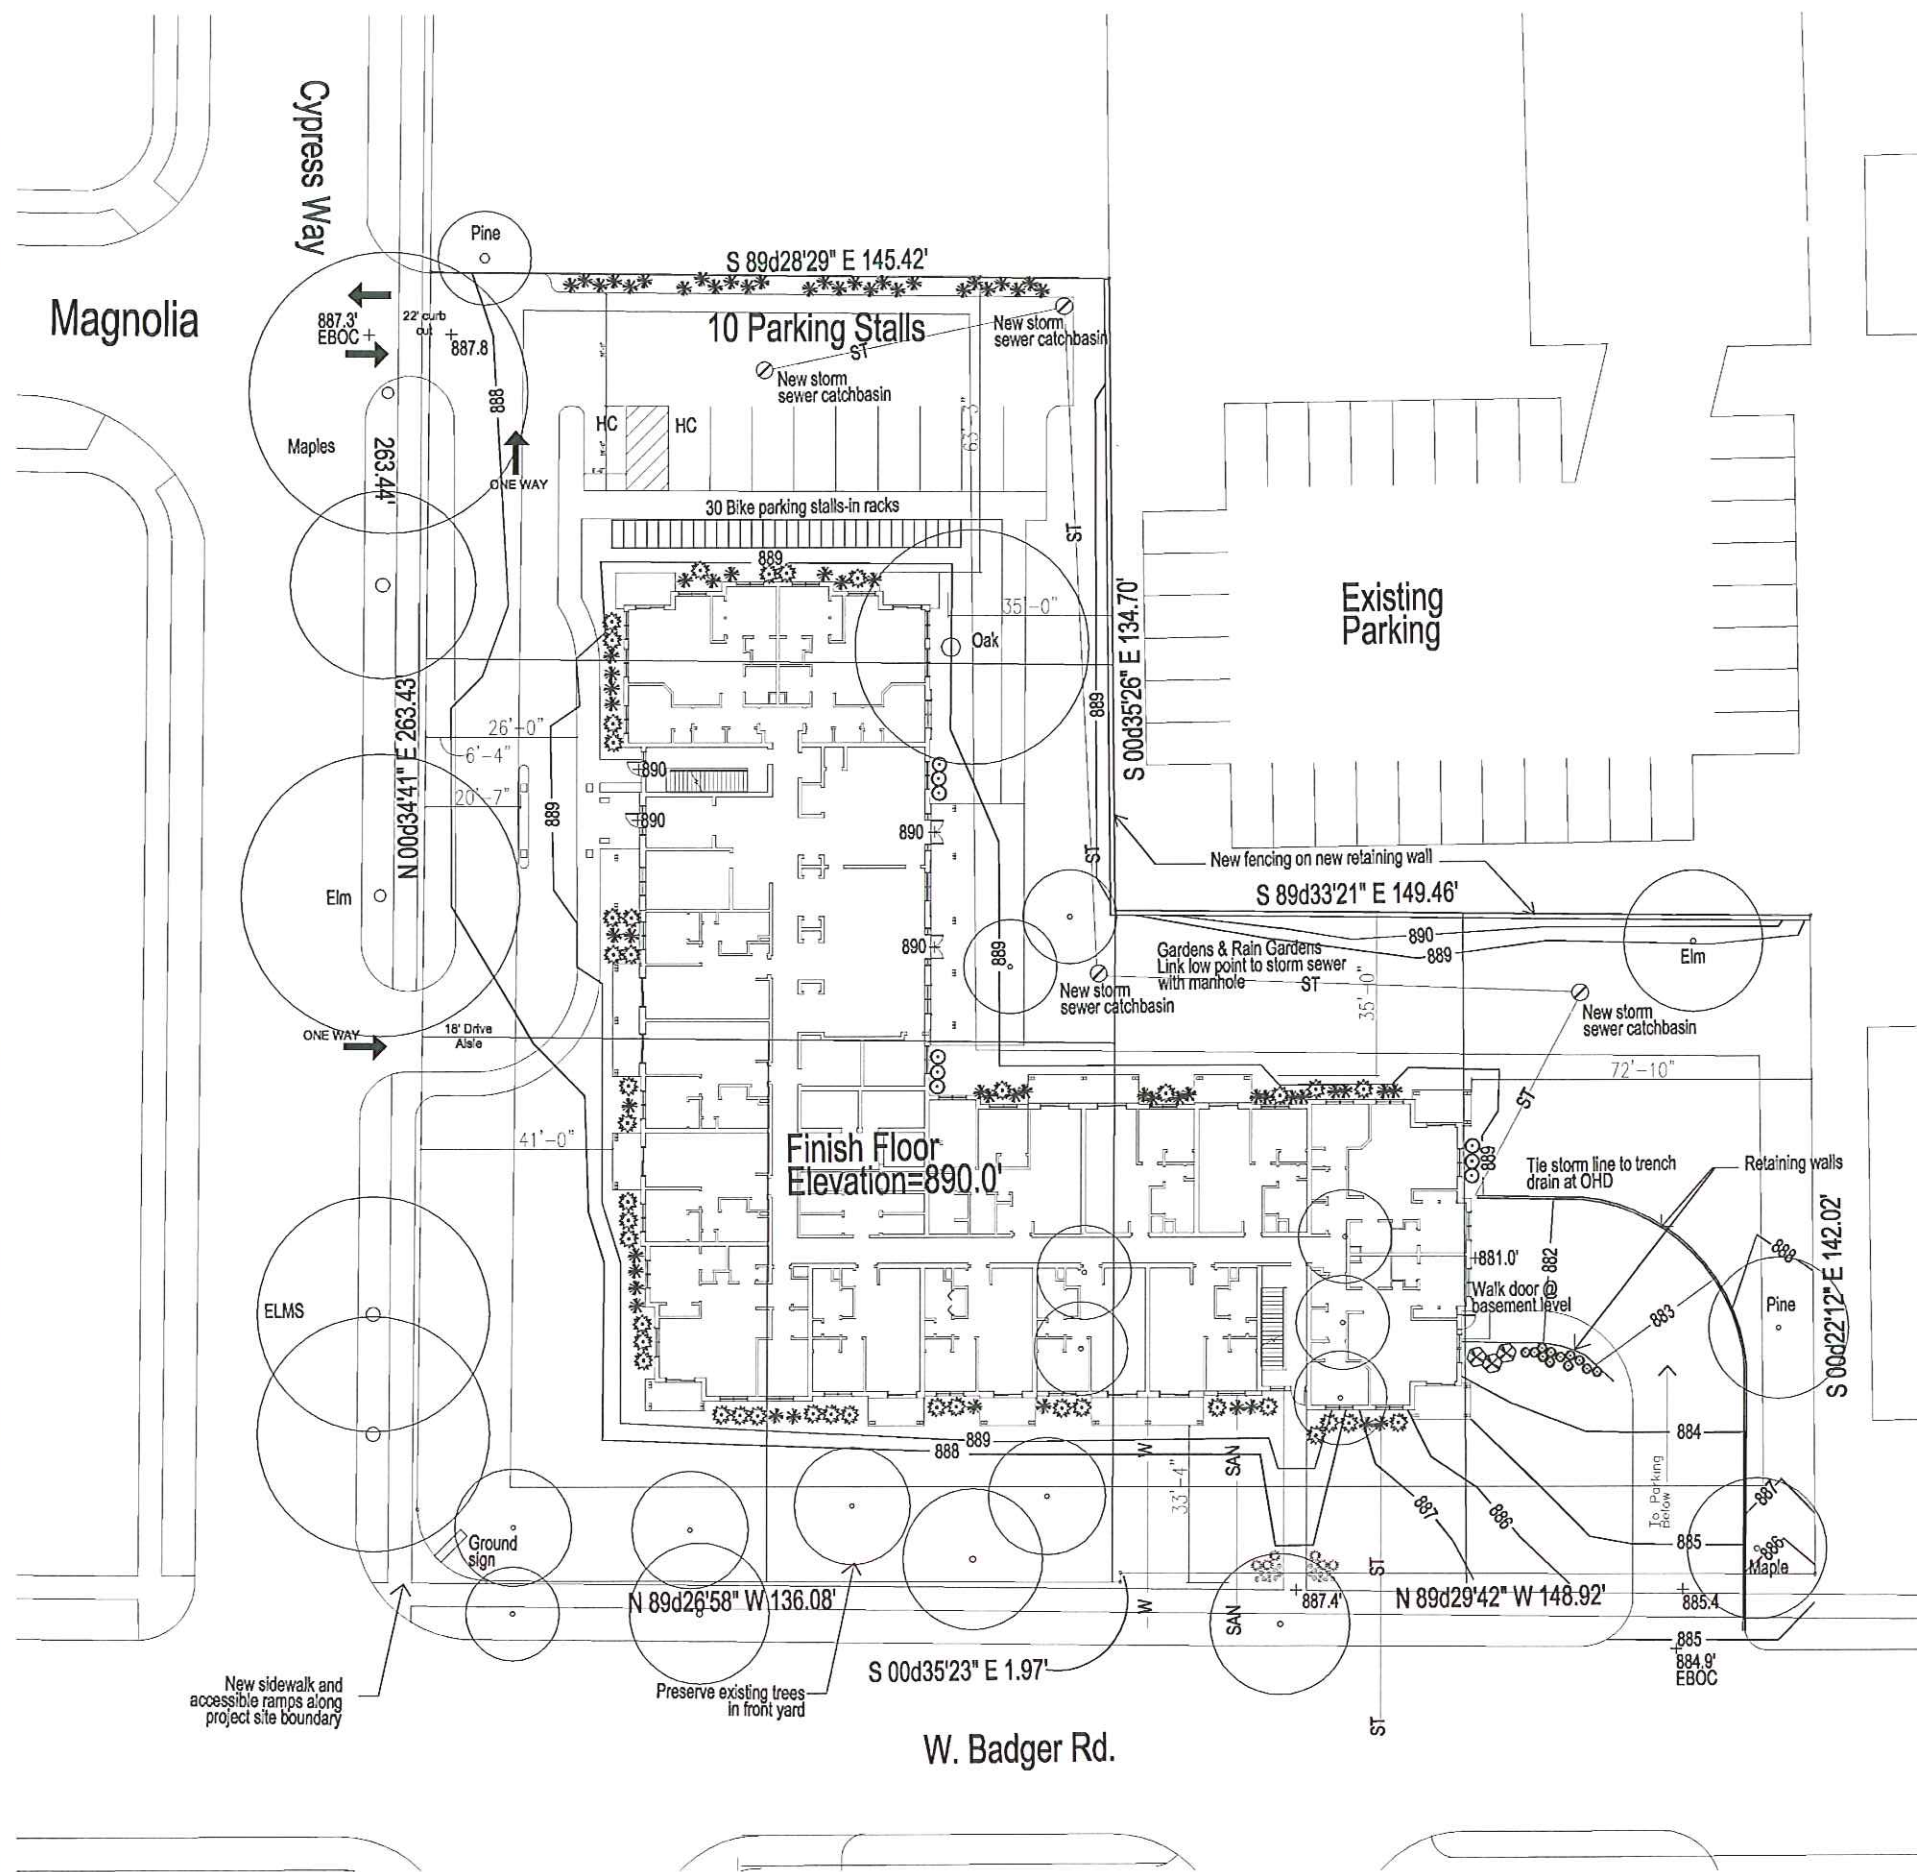 Cypress Way
Magnolia
Pine
S 89d28'29" E 145.42'
887.3'
EBOC
22' curb
cut
887.8
10 Parking Stalls
New storm
sewer catchbasin
ST
New storm
sewer catchbasin
888
HC
HC
63'-3"
Maples
263.44'
ONE WAY
30 Bike parking stalls-in racks
ST
889
Existing
Parking
35'-0"
Oak
S 00d35'26" E 134.70'
889
N 00d34'41" E 263.43'
26'-0"
6'-4"
20'-7"
889
890
890
890
ST
New fencing on new retaining wall
S 89d33'21" E 149.46'
Elm
890
889
890
889
Gardens & Rain Gardens
Link low point to storm sewer
with manhole
ST
Elm
New storm
sewer catchbasin
35'-0"
New storm
sewer catchbasin
ONE WAY
18' Drive
Aisle
72'-10"
ST
41'-0"
Finish Floor
Elevation=890.0'
889
Tie storm line to trench
drain at OHD
Retaining walls
S 00d22'12" E 142.02'
881.0'
882
888
Walk door @
basement level
883
Pine
ELMS
889
888
884
W
SAN
33'-4"
To Parking
Below
887
886
887
885
886
Maple
Ground
sign
ST
N 89d26'58" W 136.08'
W
SAN
887.4'
N 89d29'42" W 148.92'
885.4
885
884.9'
EBOC
S 00d35'23" E 1.97'
New sidewalk and
accessible ramps along
project site boundary
Preserve existing trees
in front yard
ST
W. Badger Rd.